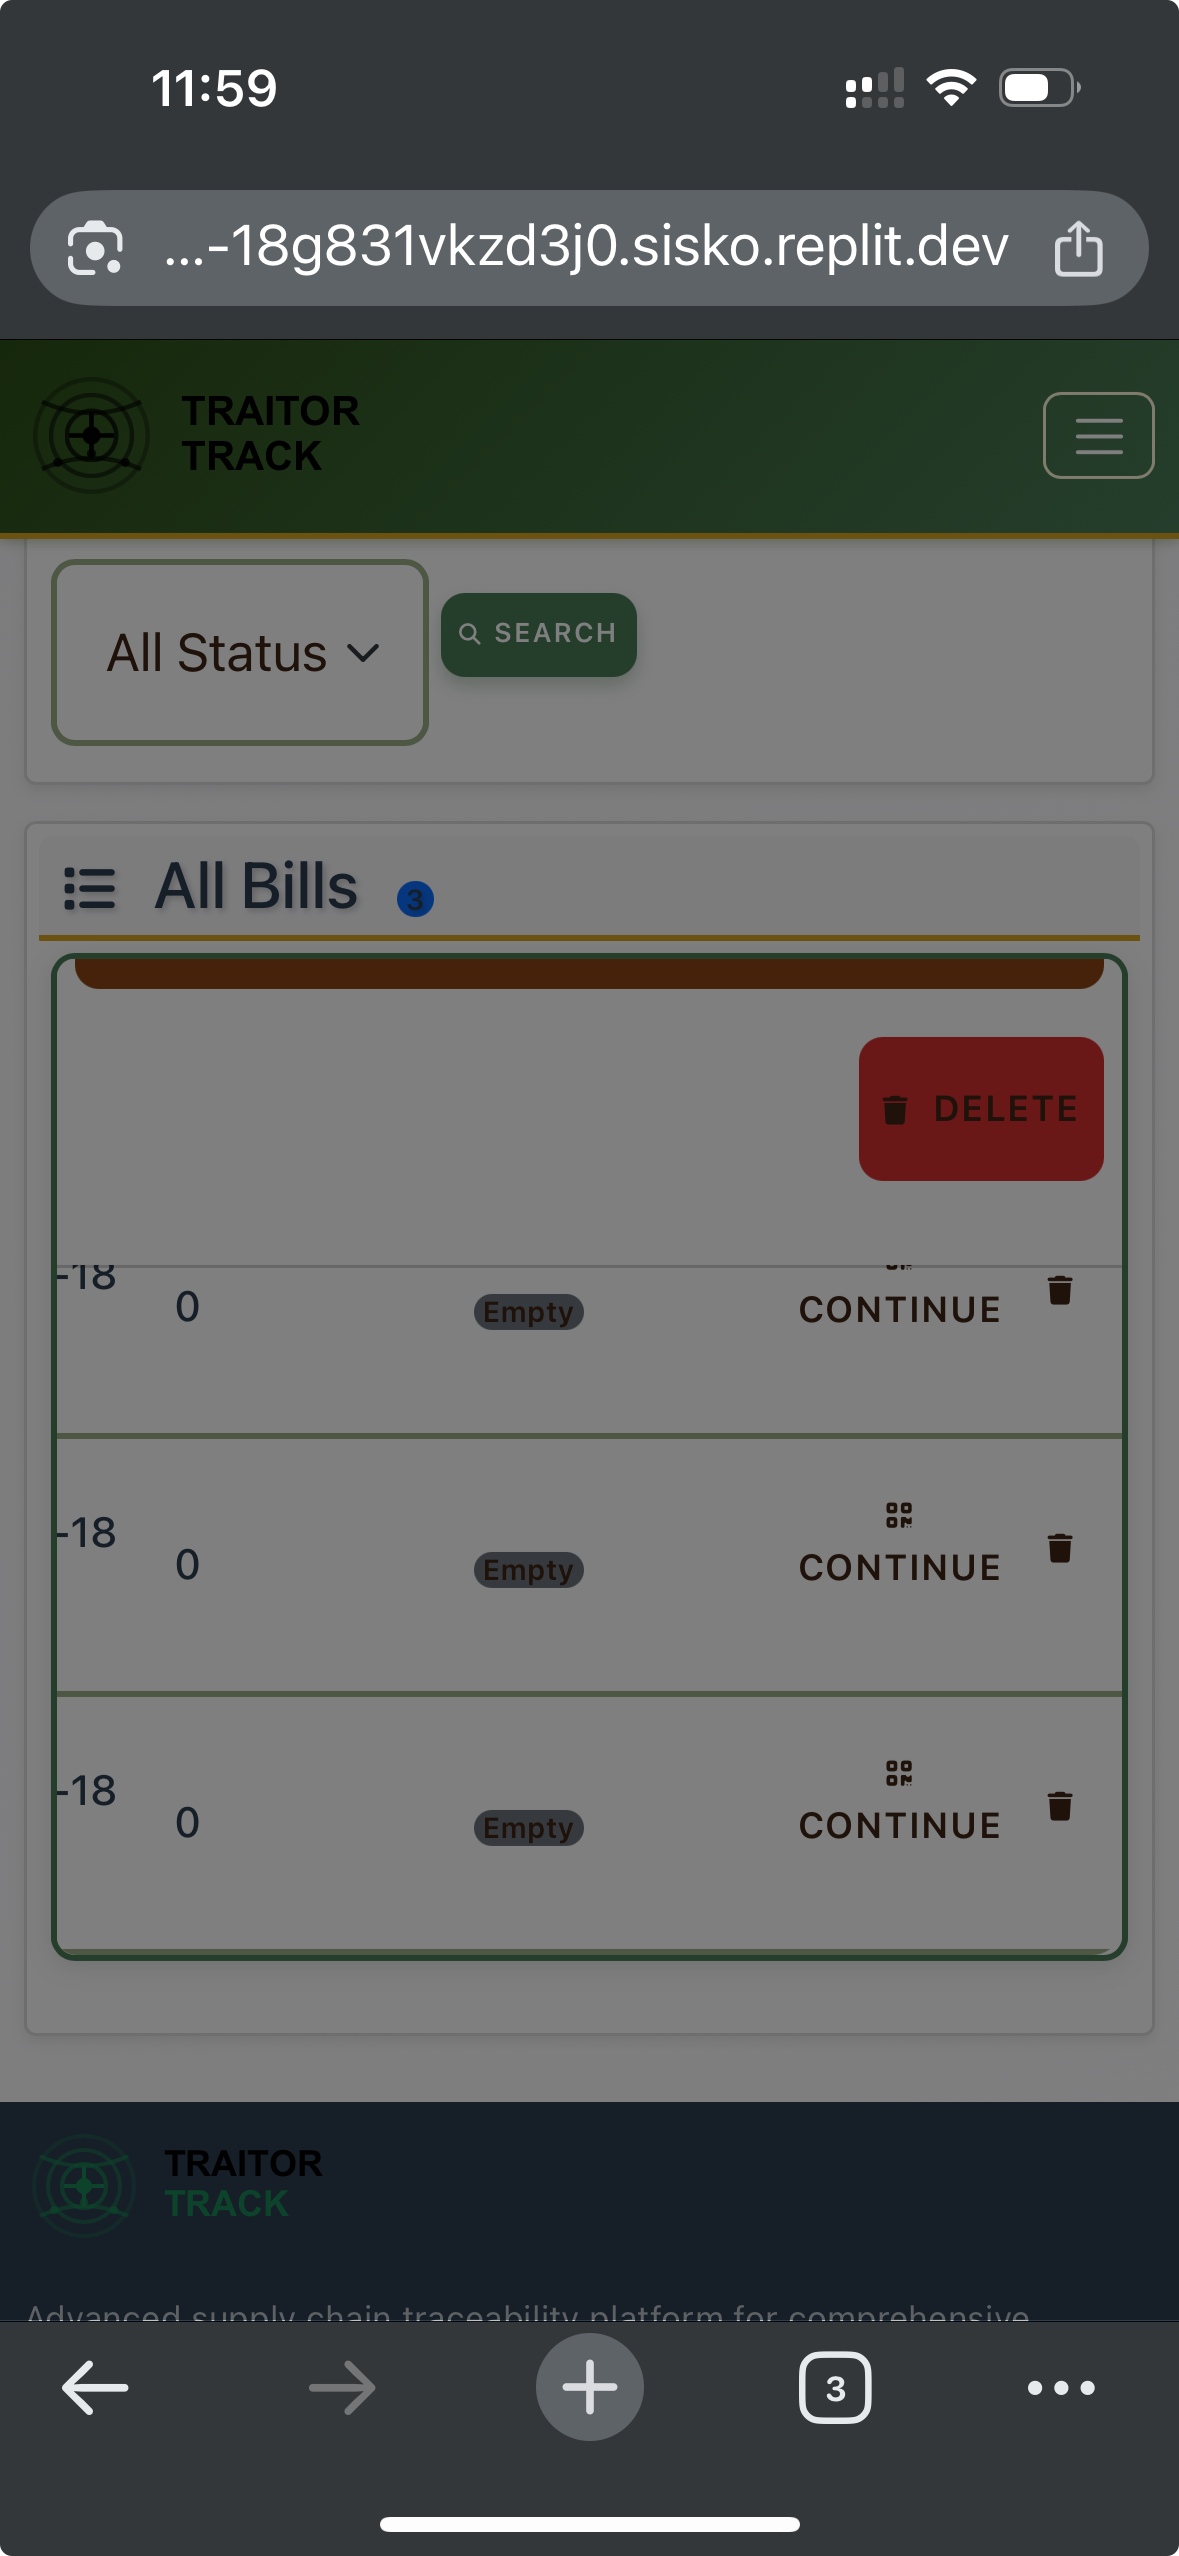 11:59
...-18g831vkzd3j0.sisko.replit.dev
TRAITOR
TRACK
All Status
SEARCH
All Bills 3
DELETE
-18 0 Empty CONTINUE
-18 0 Empty CONTINUE
-18 0 Empty CONTINUE
TRAITOR
TRACK
Advanced supply chain traceability platform for comprehensive
3